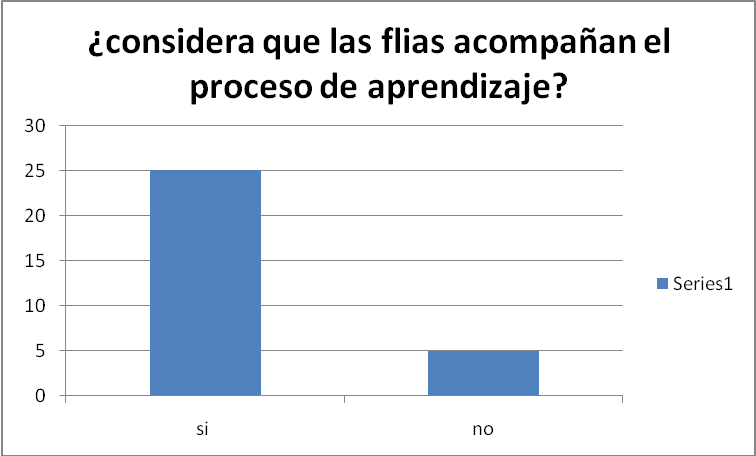 ¿considera que las flias acompañan el
proceso de aprendizaje?
30
25
20
15
10
5
0
si
no
Series1